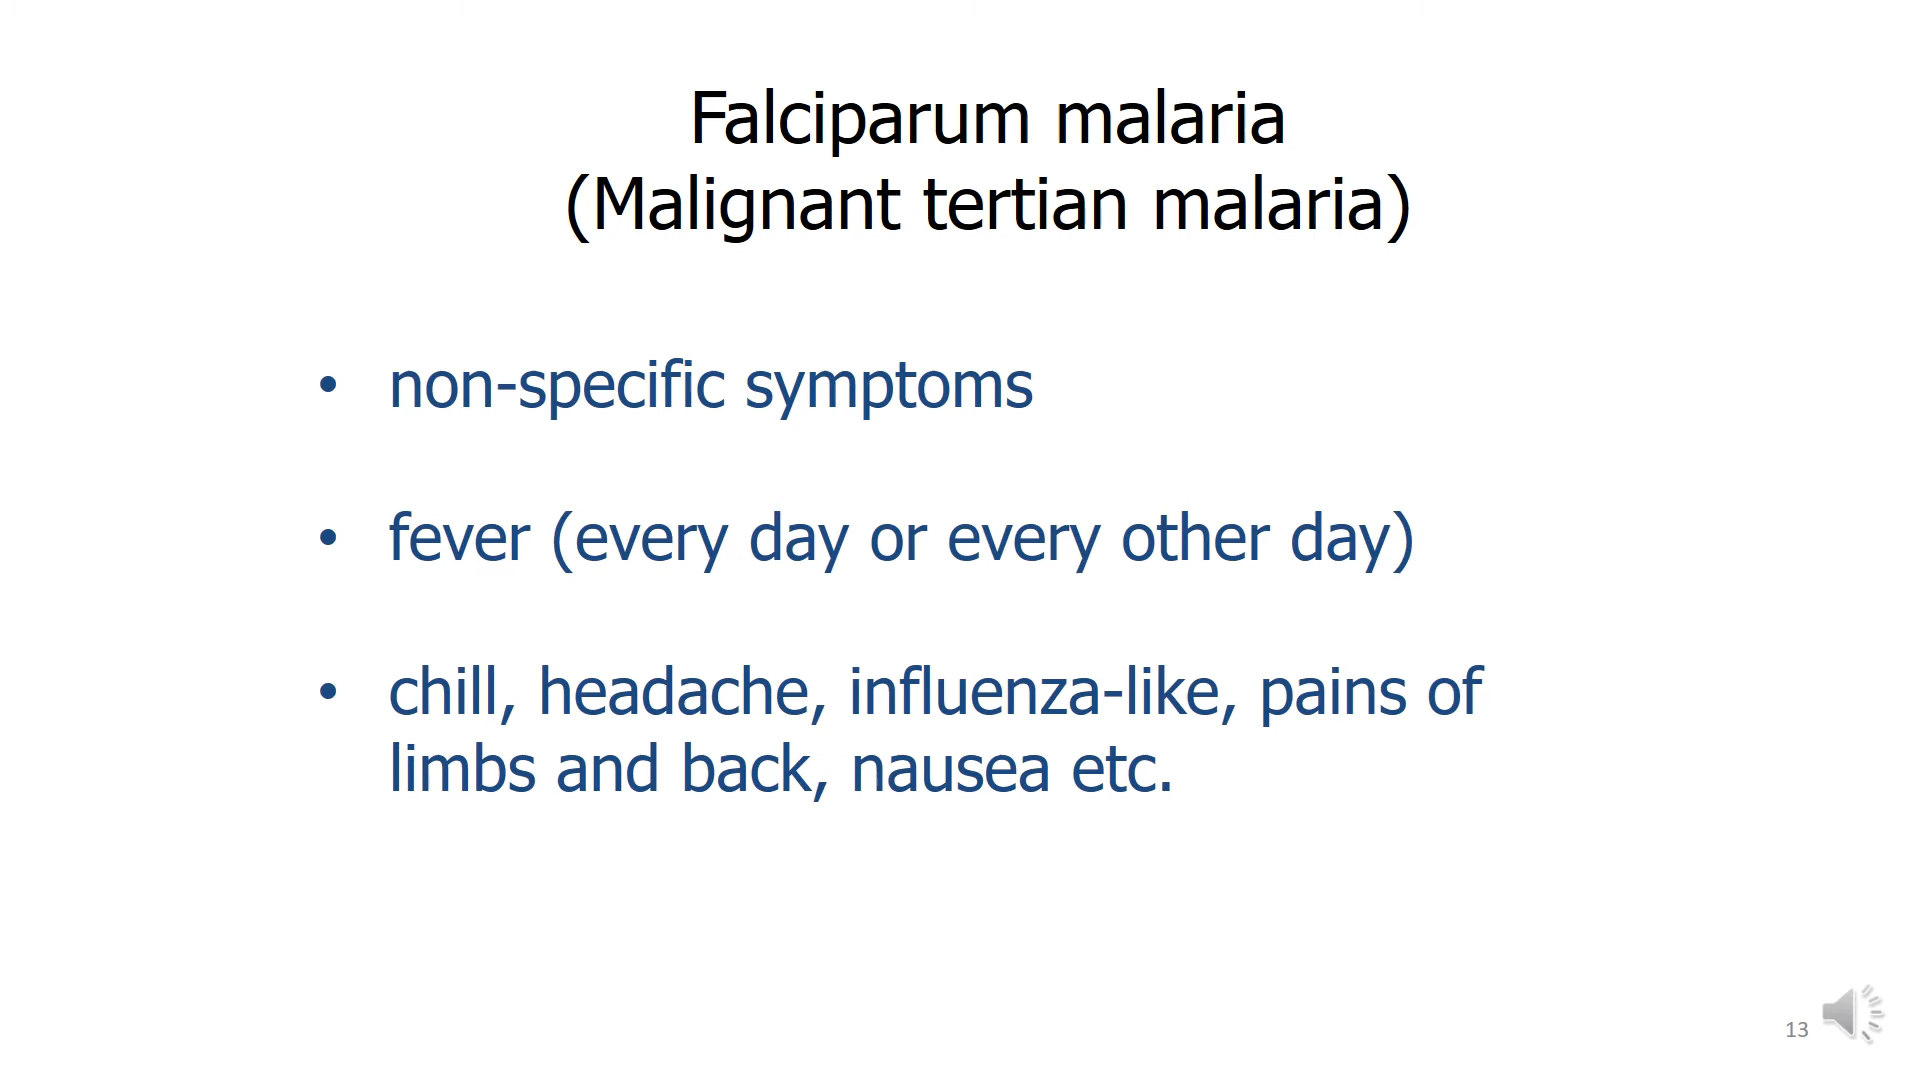 Falciparum malaria
(Malignant tertian malaria)
• non-specific symptoms
• fever (every day or every other day)
• chill, headache, influenza-like, pains of
limbs and back, nausea etc.
13